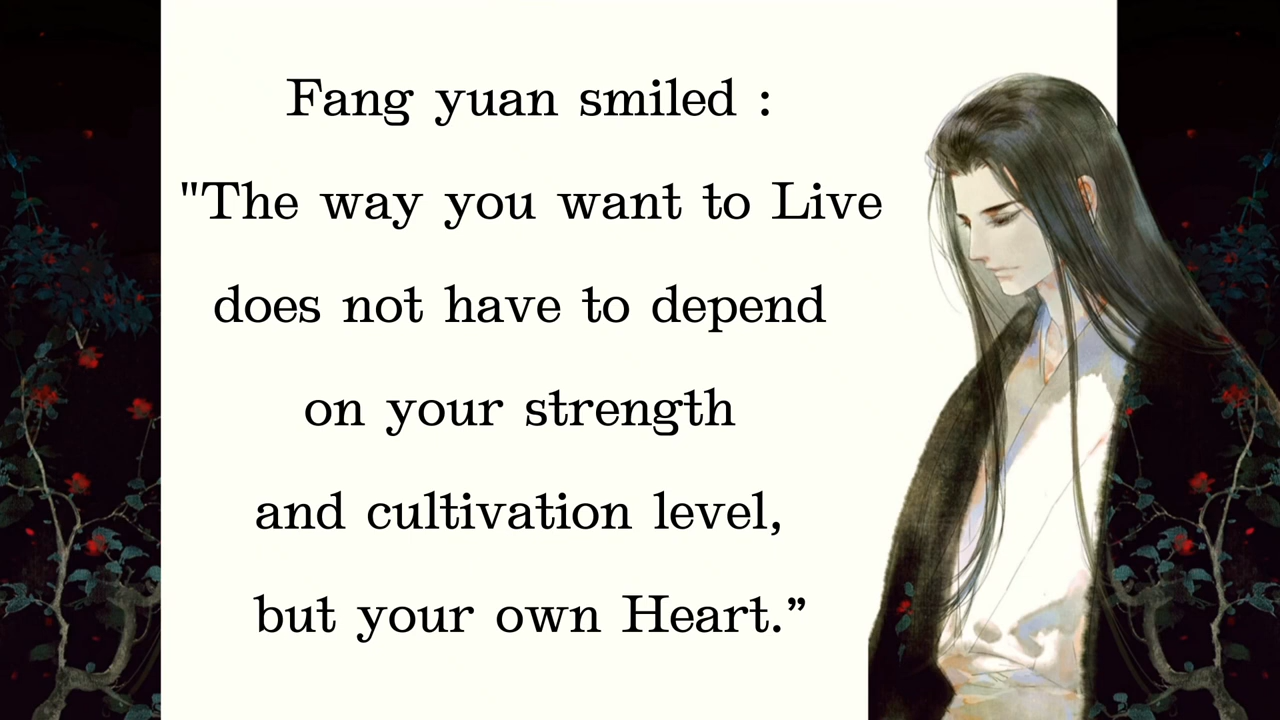 Fang yuan smiled :
"The way you want to Live
does not have to depend
on your strength
and cultivation level,
but your own Heart.”